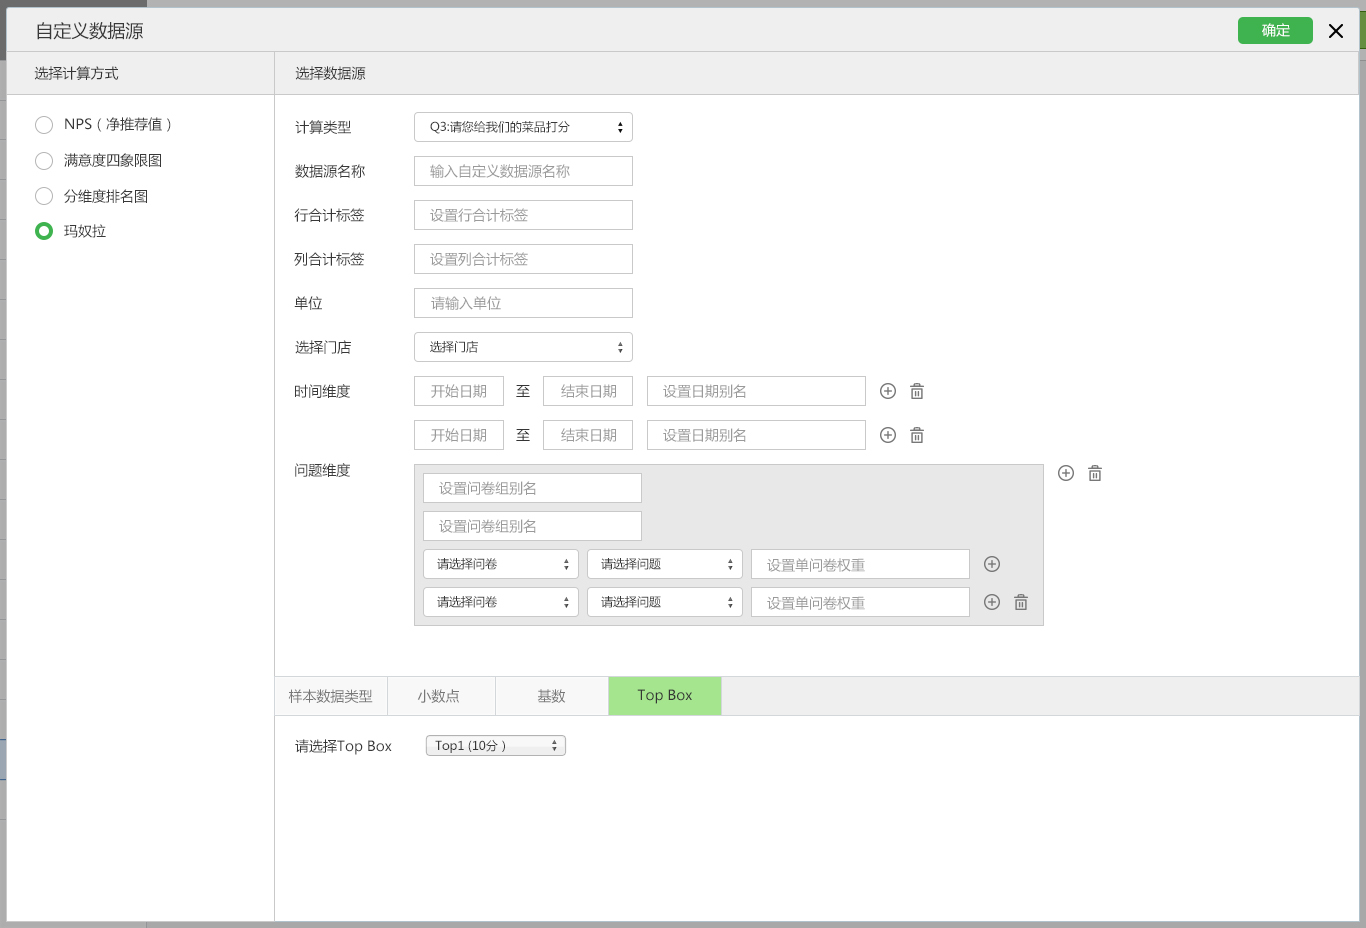 自定义数据源
确定
选择计算方式
选择数据源
NPS（净推荐值）
满意度四象限图
分维度排名图
玛奴拉
计算类型
Q3:请您给我们的菜品打分
数据源名称
输入自定义数据源名称
行合计标签
设置行合计标签
列合计标签
设置列合计标签
单位
请输入单位
选择门店
选择门店
时间维度
开始日期 至 结束日期 设置日期别名
开始日期 至 结束日期 设置日期别名
问题维度
设置问卷组别名
设置问卷组别名
请选择问卷 请选择问题 设置单问卷权重
请选择问卷 请选择问题 设置单问卷权重
样本数据类型 小数点 基数 Top Box
请选择Top Box Top1 (10分）